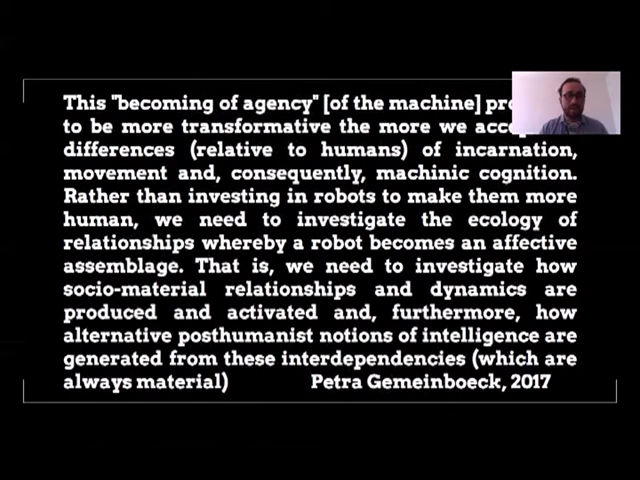 This "becoming of agency" [of the machine]
to be more transformative the more we
differences (relative to humans) of incarnation,
movement and, consequently, machinic cognition.
Rather than investing in robots to make them more
human, we need to investigate the ecology of
relationships whereby a robot becomes an affective
assemblage. That is, we need to investigate how
socio-material relationships and dynamics are
produced and activated and, furthermore, how
alternative posthumanist notions of intelligence are
generated from these interdependencies (which are
always material) Petra Gemeinboeck, 2017